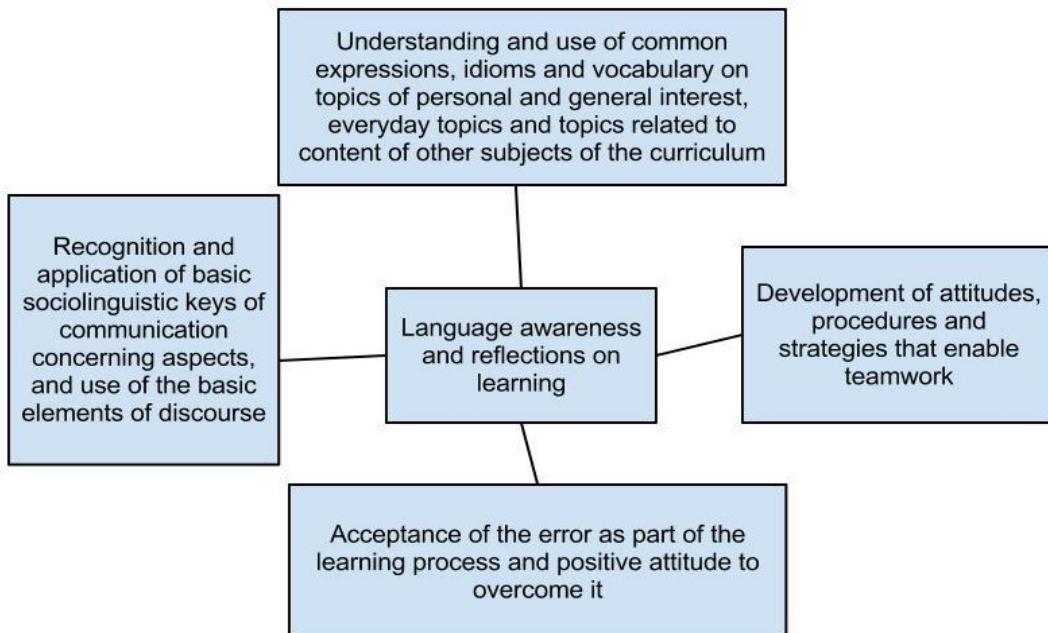 Understanding and use of common
expressions, idioms and vocabulary on
topics of personal and general interest,
everyday topics and topics related to
content of other subjects of the curriculum
Recognition and
application of basic
sociolinguistic keys of
communication
concerning aspects,
and use of the basic
elements of discourse
Language awareness
and reflections on
learning
Development of attitudes,
procedures and
strategies that enable
teamwork
Acceptance of the error as part of the
learning process and positive attitude to
overcome it